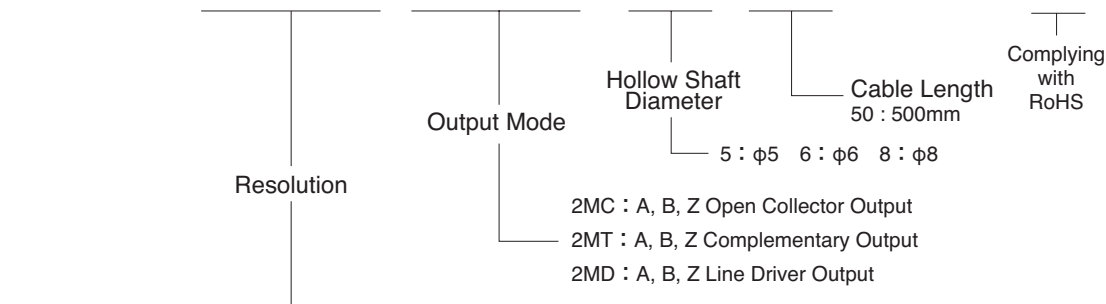 Complying
with
RoHS
Hollow Shaft
Diameter
Cable Length
50 : 500mm
Output Mode
5：φ5 6：φ6 8：φ8
Resolution
2MC：A, B, Z Open Collector Output
2MT：A, B, Z Complementary Output
2MD：A, B, Z Line Driver Output